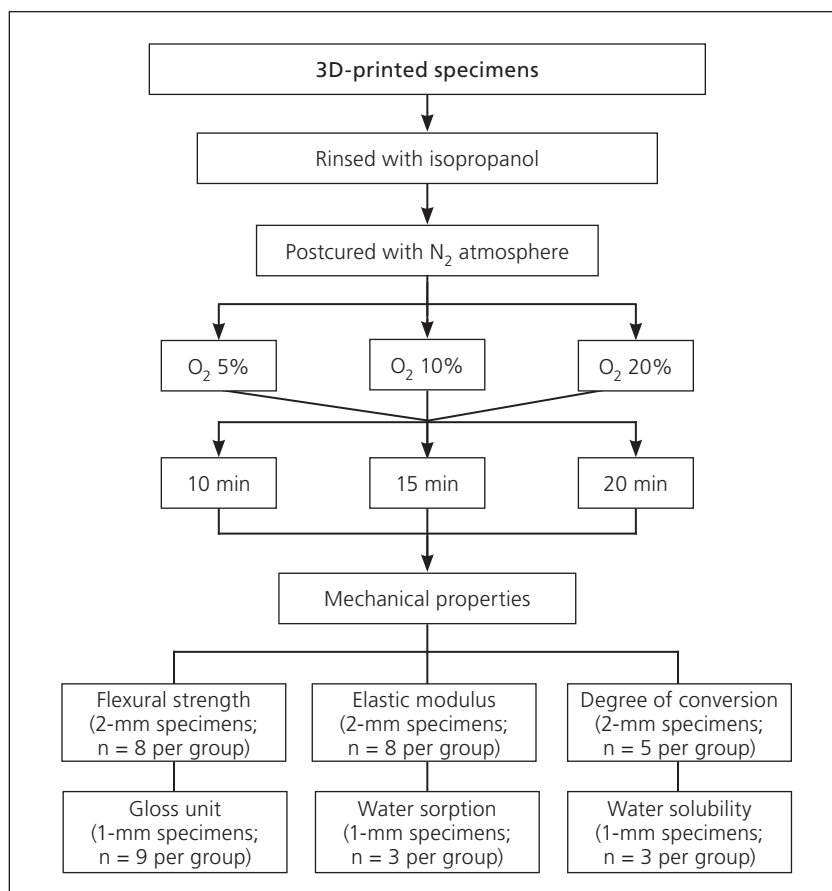 3D-printed specimens
Rinsed with isopropanol
Postcured with N₂ atmosphere
O₂ 5%
O₂ 10%
O₂ 20%
10 min
15 min
20 min
Mechanical properties
Flexural strength
(2-mm specimens;
n = 8 per group)
Elastic modulus
(2-mm specimens;
n = 8 per group)
Degree of conversion
(2-mm specimens;
n = 5 per group)
Gloss unit
(1-mm specimens;
n = 9 per group)
Water sorption
(1-mm specimens;
n = 3 per group)
Water solubility
(1-mm specimens;
n = 3 per group)